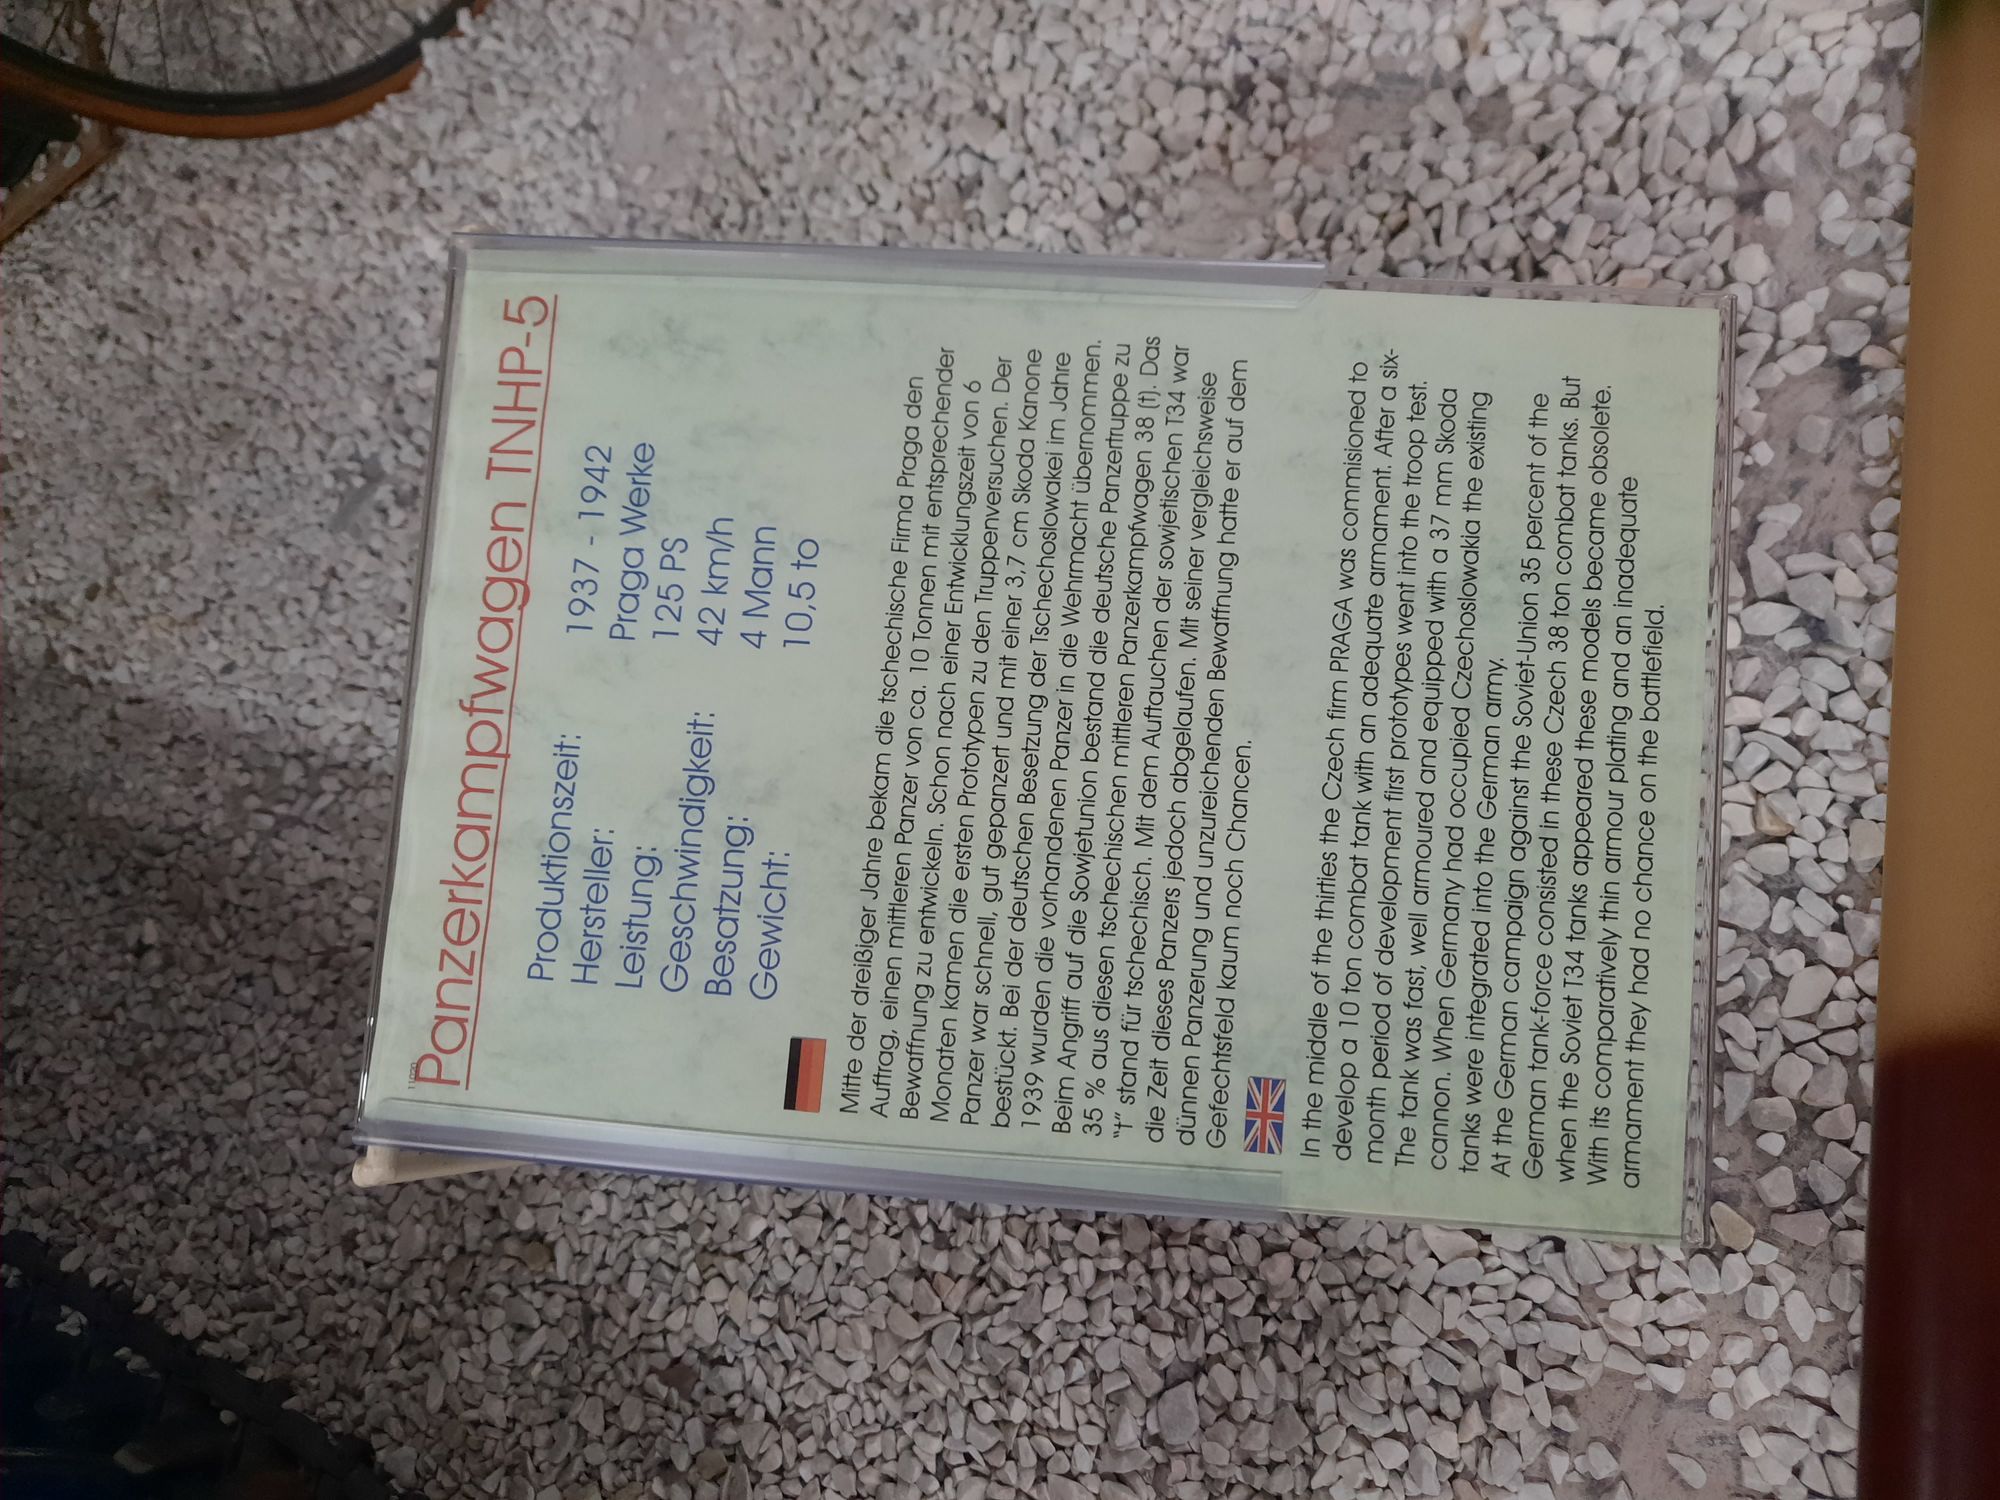 Panzerkampfwagen TNHP-5
Produktionszeit: 1937 - 1942
Hersteller: Praga Werke
Leistung: 125 PS
Geschwindigkeit: 42 km/h
Besatzung: 4 Mann
Gewicht: 10,5 to
Mitte der dreißiger Jahre bekam die tschechische Firma Praga den
Auftrag, einen mittleren Panzer von ca. 10 Tonnen mit entsprechender
Bewaffnung zu entwickeln. Schon nach einer Entwicklungszeit von 6
Monaten kamen die ersten Prototypen zu den Truppenversuchen. Der
Panzer war schnell, gut gepanzert und mit einer 3,7 cm Skoda Kanone
bestückt. Bei der deutschen Besetzung der Tschechoslowakei im Jahre
1939 wurden die vorhandenen Panzer in die Wehrmacht übernommen.
Beim Angriff auf die Sowjetunion bestand die deutsche Panzertruppe zu
35 % aus diesen tschechischen mittleren Panzerkampfwagen 38 (t). Das
"t" stand für tschechisch. Mit dem Auftauchen der sowjetischen T34 war
die Zeit dieses Panzers jedoch abgelaufen. Mit seiner vergleichsweise
dünnen Panzerung und unzureichenden Bewaffnung hatte er auf dem
Gefechtsfeld kaum noch Chancen.
In the middle of the thirties the Czech firm PRAGA was commisioned to
develop a 10 ton combat tank with an adequate armament. After a six-
month period of development first prototypes went into the troop test.
The tank was fast, well armoured and equipped with a 37 mm Skoda
cannon. When Germany had occupied Czechoslowakia the existing
tanks were integrated into the German army.
At the German campaign against the Soviet-Union 35 percent of the
German tank-force consisted in these Czech 38 ton combat tanks. But
when the Soviet T34 tanks appeared these models became obsolete.
With its comparatively thin armour plating and an inadequate
armament they had no chance on the battlefield.